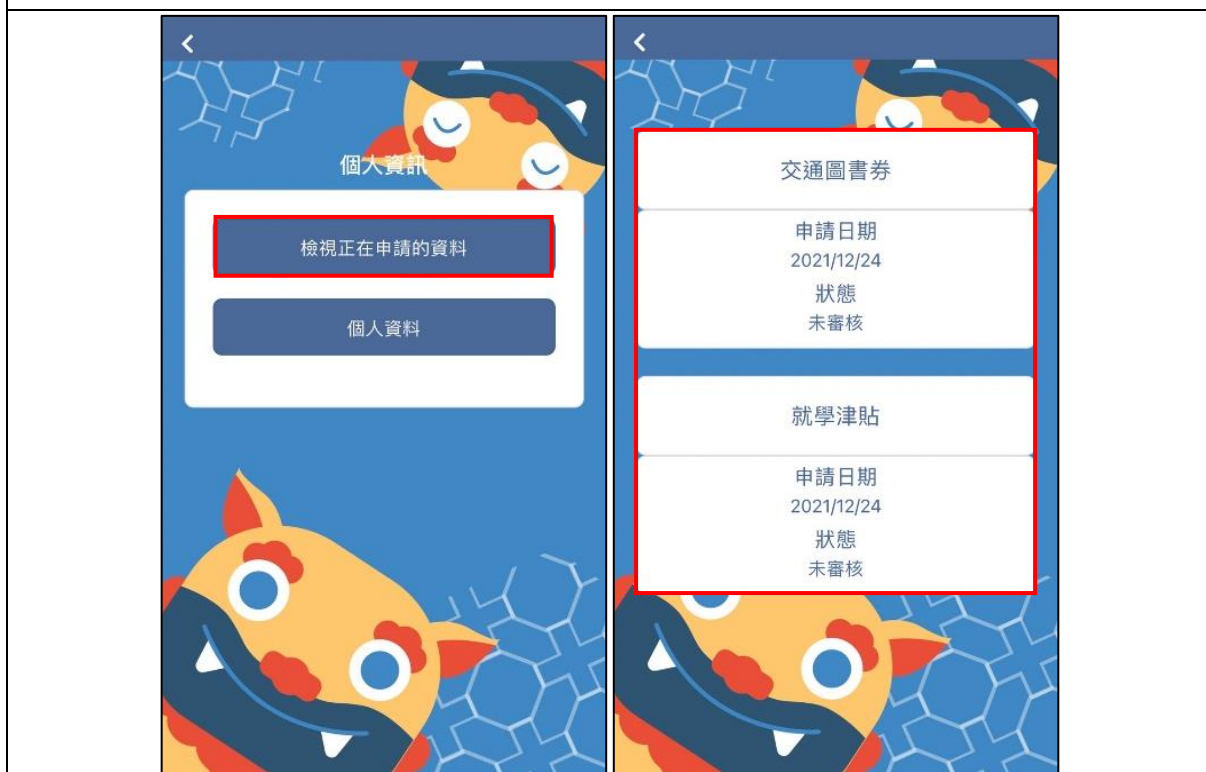 個人資訊
檢視正在申請的資料
個人資料
交通圖書券
申請日期
2021/12/24
狀態
未審核
就學津貼
申請日期
2021/12/24
狀態
未審核